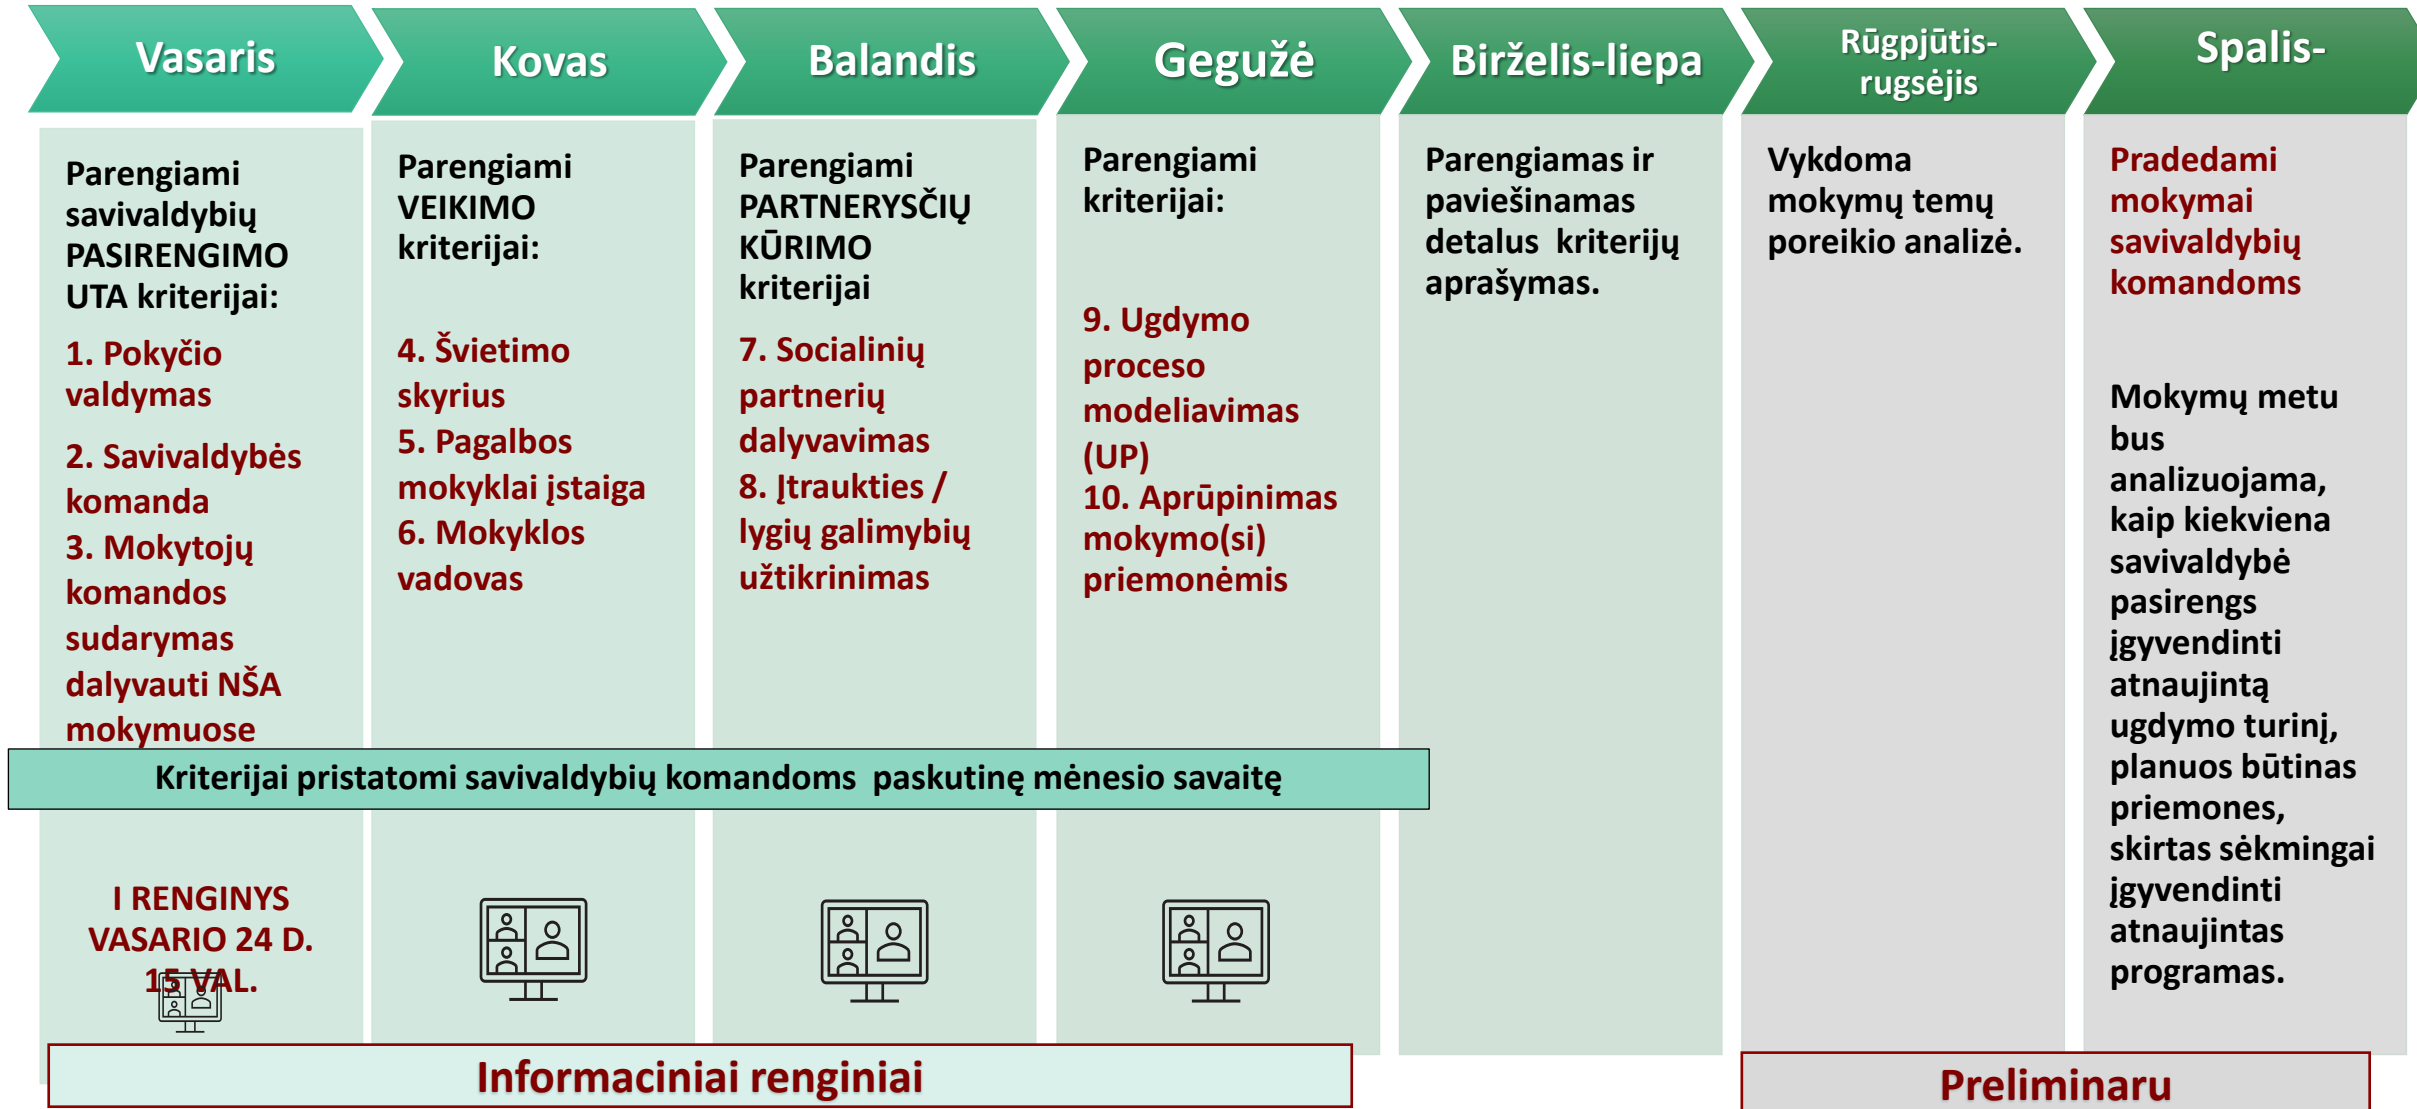 Vasaris
Kovas
Balandis
Gegužė
Birželis-liepa
Rūgpjūtis-
rugsėjis
Spalis-
Parengiami
savivaldybių
PASIRENGIMO
UTA kriterijai:
1. Pokyčio
valdymas
2. Savivaldybės
komanda
3. Mokytojų
komandos
sudarymas
dalyvauti NŠA
mokymuose
Parengiami
VEIKIMO
kriterijai:
4. Švietimo
skyrius
5. Pagalbos
mokyklai įstaiga
6. Mokyklos
vadovas
Parengiami
PARTNERYSČIŲ
KŪRIMO
kriterijai
7. Socialinių
partnerių
dalyvavimas
8. Įtraukties /
lygių galimybių
užtikrinimas
Parengiami
kriterijai:
9. Ugdymo
proceso
modeliavimas
(UP)
10. Aprūpinimas
mokymo(si)
priemonėmis
Parengiamas ir
paviešinamas
detalus kriterijų
aprašymas.
Vykdoma
mokymų temų
poreikio analizė.
Pradedami
mokymai
savivaldybių
komandoms
Mokymų metu
bus
analizuojama,
kaip kiekviena
savivaldybė
pasirengs
įgyvendinti
atnaujintą
ugdymo turinį,
planuos būtinas
priemones,
skirtas sėkmingai
įgyvendinti
atnaujintas
programas.
Kriterijai pristatomi savivaldybių komandoms paskutinę mėnesio savaitę
I RENGINYS
VASARIO 24 D.
15 VAL.
Informaciniai renginiai
Preliminaru